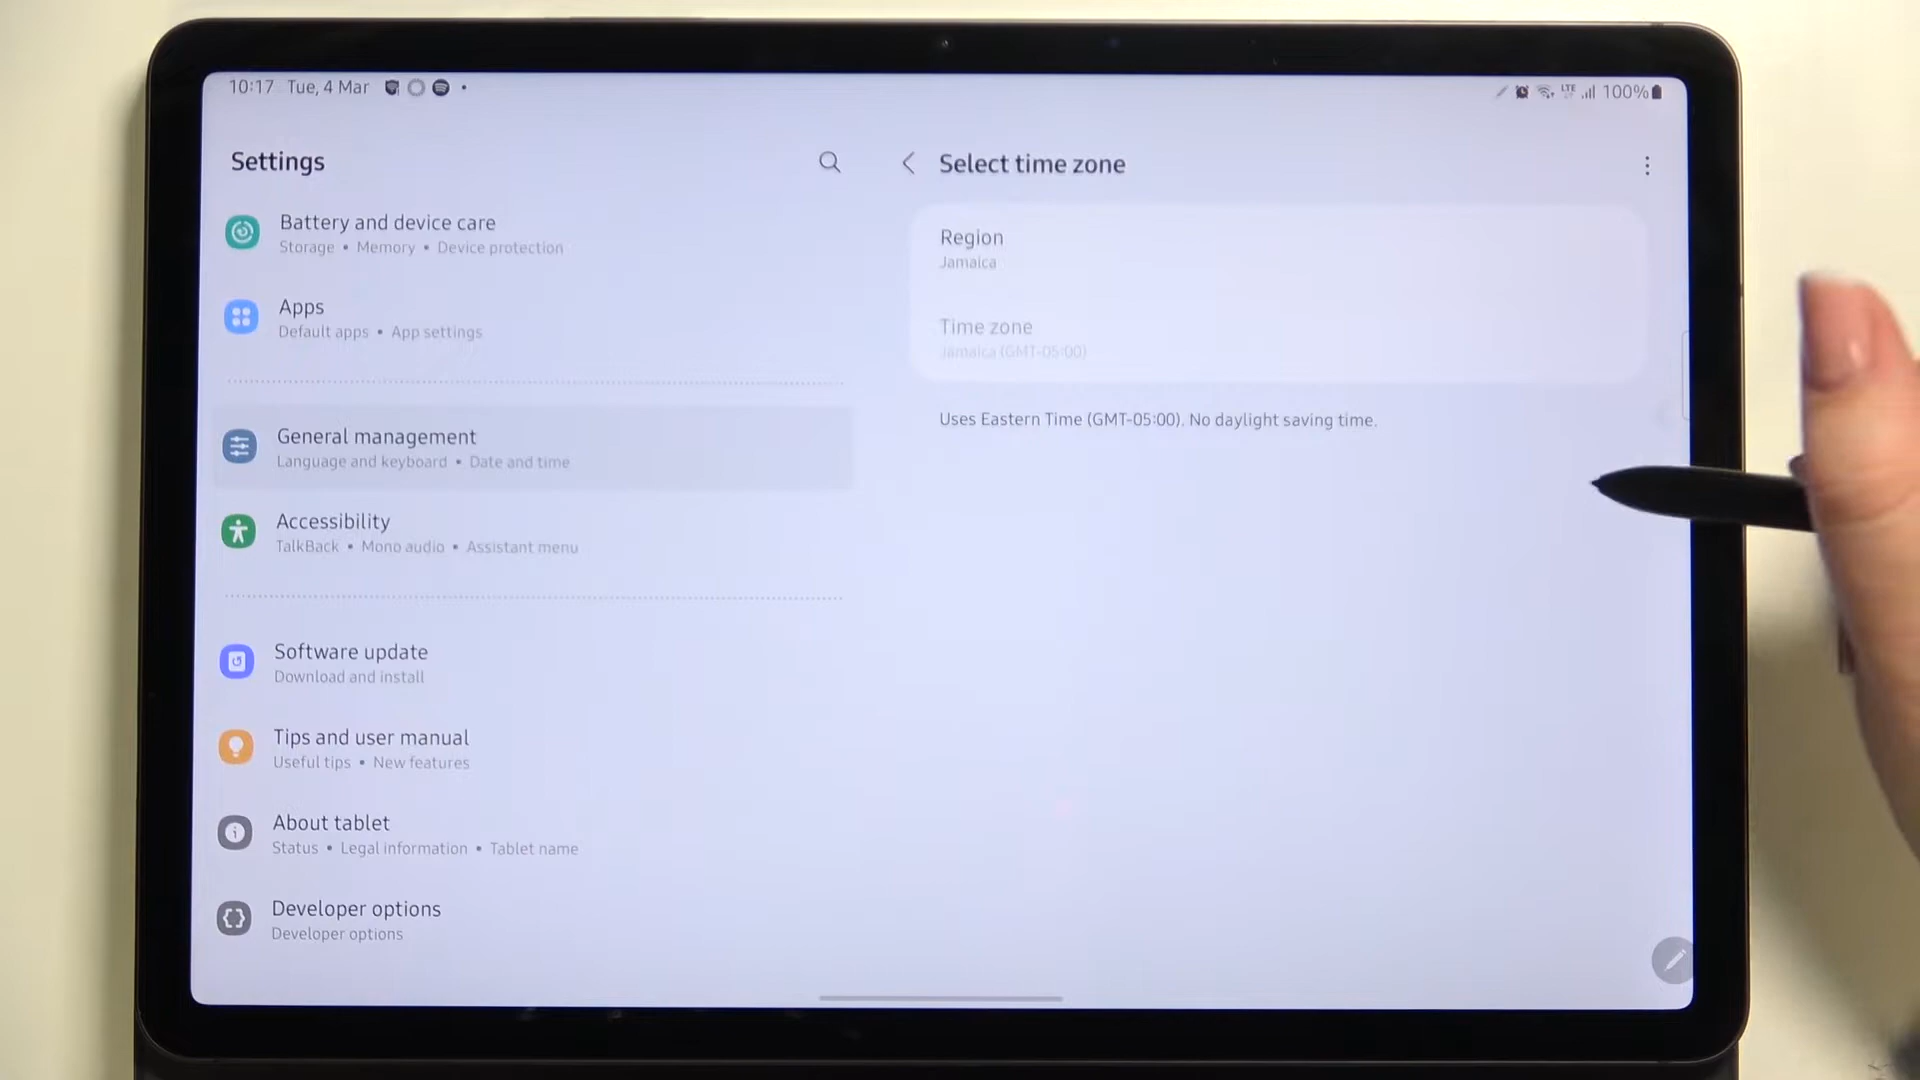 10:17 Tue, 4 Mar
LTE 100%
Settings
Battery and device care
Storage • Memory • Device protection
Apps
Default apps • App settings
General management
Language and keyboard • Date and time
Accessibility
TalkBack • Mono audio • Assistant menu
Software update
Download and install
Tips and user manual
Useful tips • New features
About tablet
Status • Legal information • Tablet name
Developer options
Developer options
Select time zone
Region
Jamaica
Time zone
Jamaica (GMT-05:00)
Uses Eastern Time (GMT-05:00). No daylight saving time.